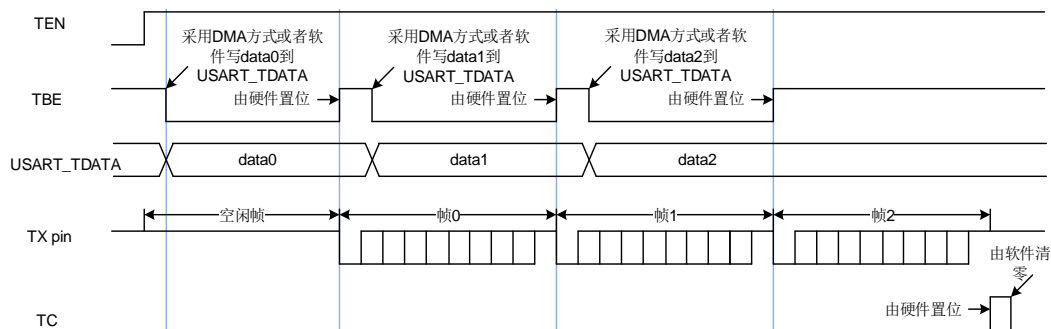 TEN
采用DMA方式或者软
件写data0到
USART_TDATA
采用DMA方式或者软
件写data1到
USART_TDATA
采用DMA方式或者软
件写data2到
USART_TDATA
TBE
由硬件置位
由硬件置位
由硬件置位
USART_TDATA
data0
data1
data2
空闲帧
帧0
帧1
帧2
TX pin
由软件清
零
由硬件置位
TC